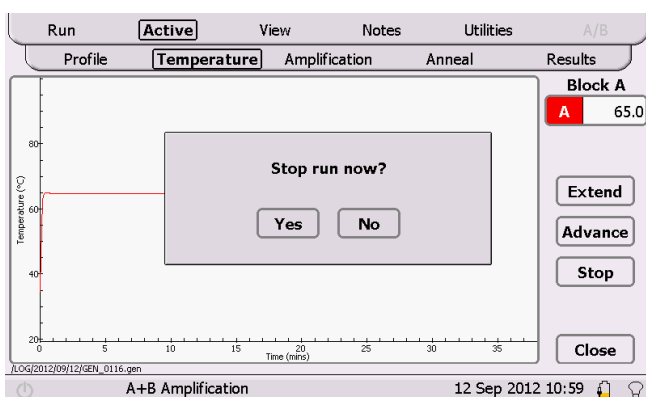 Run Active View Notes Utilities A/B
Profile Temperature Amplification Anneal Results
Block A
A 65.0
80
60
40
20
Temperature (°C)
Stop run now?
Yes No
Extend
Advance
Stop
0 5 10 15 20 25 30 35
Time (mins)
Close
/LOG/2012/09/12/GEN_0116.gen
A+B Amplification 12 Sep 2012 10:59